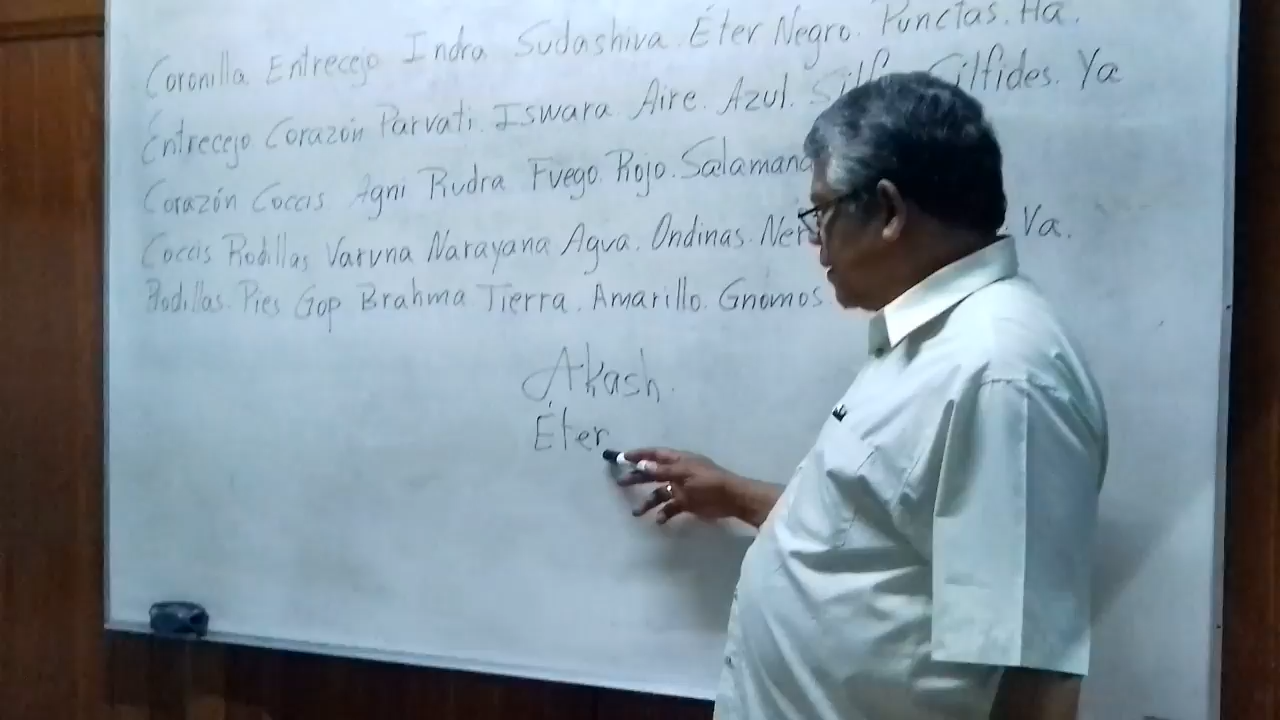 Coronilla Entrecejo Indra Sudashiva. Éter Negro. Punctas. Ha.
Entrecejo Corazón Parvati. Iswara Aire. Azul. Silfides. Ya
Corazón Coccis Agni Rudra Fuego. Rojo. Salamand
Coccis Rodillas Varuna Narayana Agua. Ondinas. Ner Va.
Rodillas. Pies Gop Brahma Tierra. Amarillo. Gnomos.
Akash.
Éter